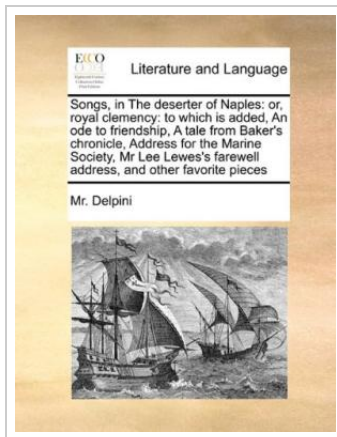 ECCO
Literature and Language
Songs, in The deserter of Naples: or,
royal clemency: to which is added, An
ode to friendship, A tale from Baker's
chronicle, Address for the Marine
Society, Mr Lee Lewes's farewell
address, and other favorite pieces
Mr. Delpini